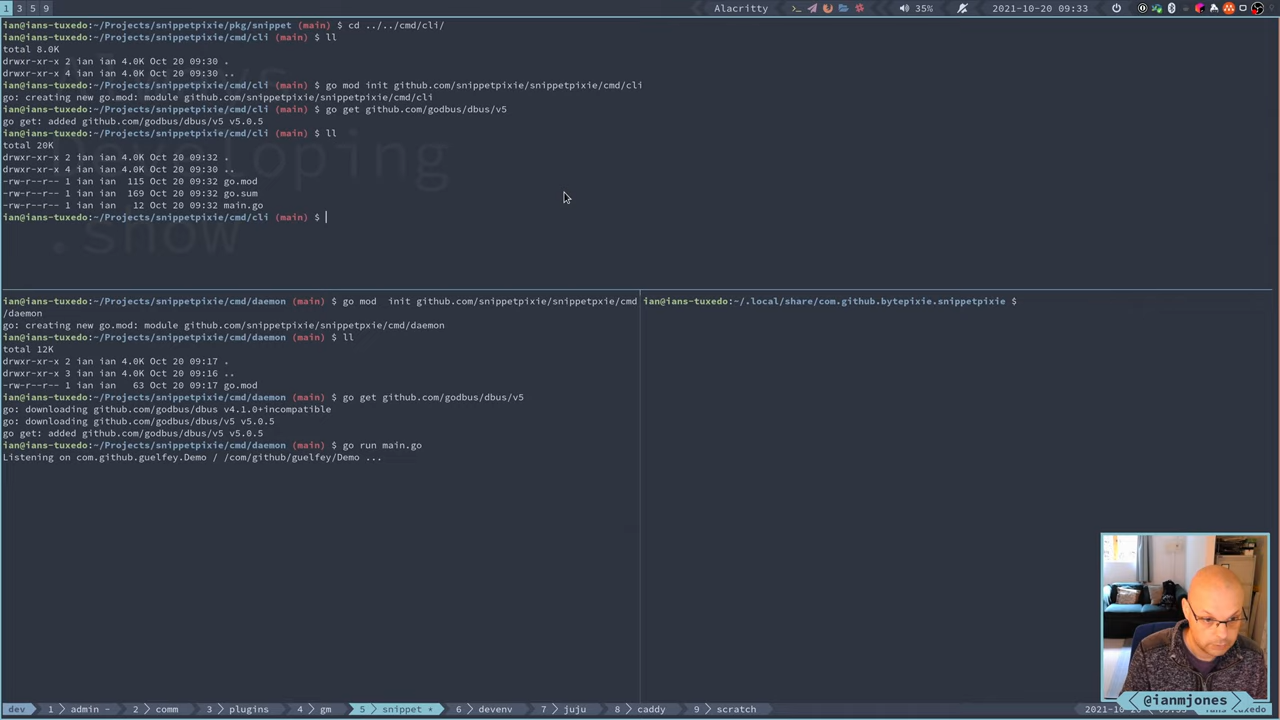 1 3 5 9
Alacritty
35%
2021-10-20 09:33
ian@ians-tuxedo:~/Projects/snippetpixie/pkg/snippet (main) $ cd ../../cmd/cli/
ian@ians-tuxedo:~/Projects/snippetpixie/cmd/cli (main) $ ll
total 8.0K
drwxr-xr-x 2 ian ian 4.0K Oct 20 09:30 .
drwxr-xr-x 4 ian ian 4.0K Oct 20 09:30 ..
ian@ians-tuxedo:~/Projects/snippetpixie/cmd/cli (main) $ go mod init github.com/snippetpixie/snippetpixie/cmd/cli
go: creating new go.mod: module github.com/snippetpixie/snippetpixie/cmd/cli
ian@ians-tuxedo:~/Projects/snippetpixie/cmd/cli (main) $ go get github.com/godbus/dbus/v5
go get: added github.com/godbus/dbus/v5 v5.0.5
ian@ians-tuxedo:~/Projects/snippetpixie/cmd/cli (main) $ ll
total 20K
drwxr-xr-x 2 ian ian 4.0K Oct 20 09:32 .
drwxr-xr-x 4 ian ian 4.0K Oct 20 09:30 ..
-rw-r--r-- 1 ian ian  115 Oct 20 09:32 go.mod
-rw-r--r-- 1 ian ian  169 Oct 20 09:32 go.sum
-rw-r--r-- 1 ian ian   12 Oct 20 09:32 main.go
ian@ians-tuxedo:~/Projects/snippetpixie/cmd/cli (main) $
Developing
.show
ian@ians-tuxedo:~/Projects/snippetpixie/cmd/daemon (main) $ go mod  init github.com/snippetpixie/snippetpxie/cmd
/daemon
go: creating new go.mod: module github.com/snippetpixie/snippetpxie/cmd/daemon
ian@ians-tuxedo:~/Projects/snippetpixie/cmd/daemon (main) $ ll
total 12K
drwxr-xr-x 2 ian ian 4.0K Oct 20 09:17 .
drwxr-xr-x 3 ian ian 4.0K Oct 20 09:16 ..
-rw-r--r-- 1 ian ian   63 Oct 20 09:17 go.mod
ian@ians-tuxedo:~/Projects/snippetpixie/cmd/daemon (main) $ go get github.com/godbus/dbus/v5
go: downloading github.com/godbus/dbus v4.1.0+incompatible
go: downloading github.com/godbus/dbus/v5 v5.0.5
go get: added github.com/godbus/dbus/v5 v5.0.5
ian@ians-tuxedo:~/Projects/snippetpixie/cmd/daemon (main) $ go run main.go
Listening on com.github.guelfey.Demo / /com/github/guelfey/Demo ...
ian@ians-tuxedo:~/.local/share/com.github.bytepixie.snippetpixie $
@ianmjones
dev 1 admin - 2 comm 3 plugins 4 gm 5 snippet * 6 devenv 7 juju 8 caddy 9 scratch